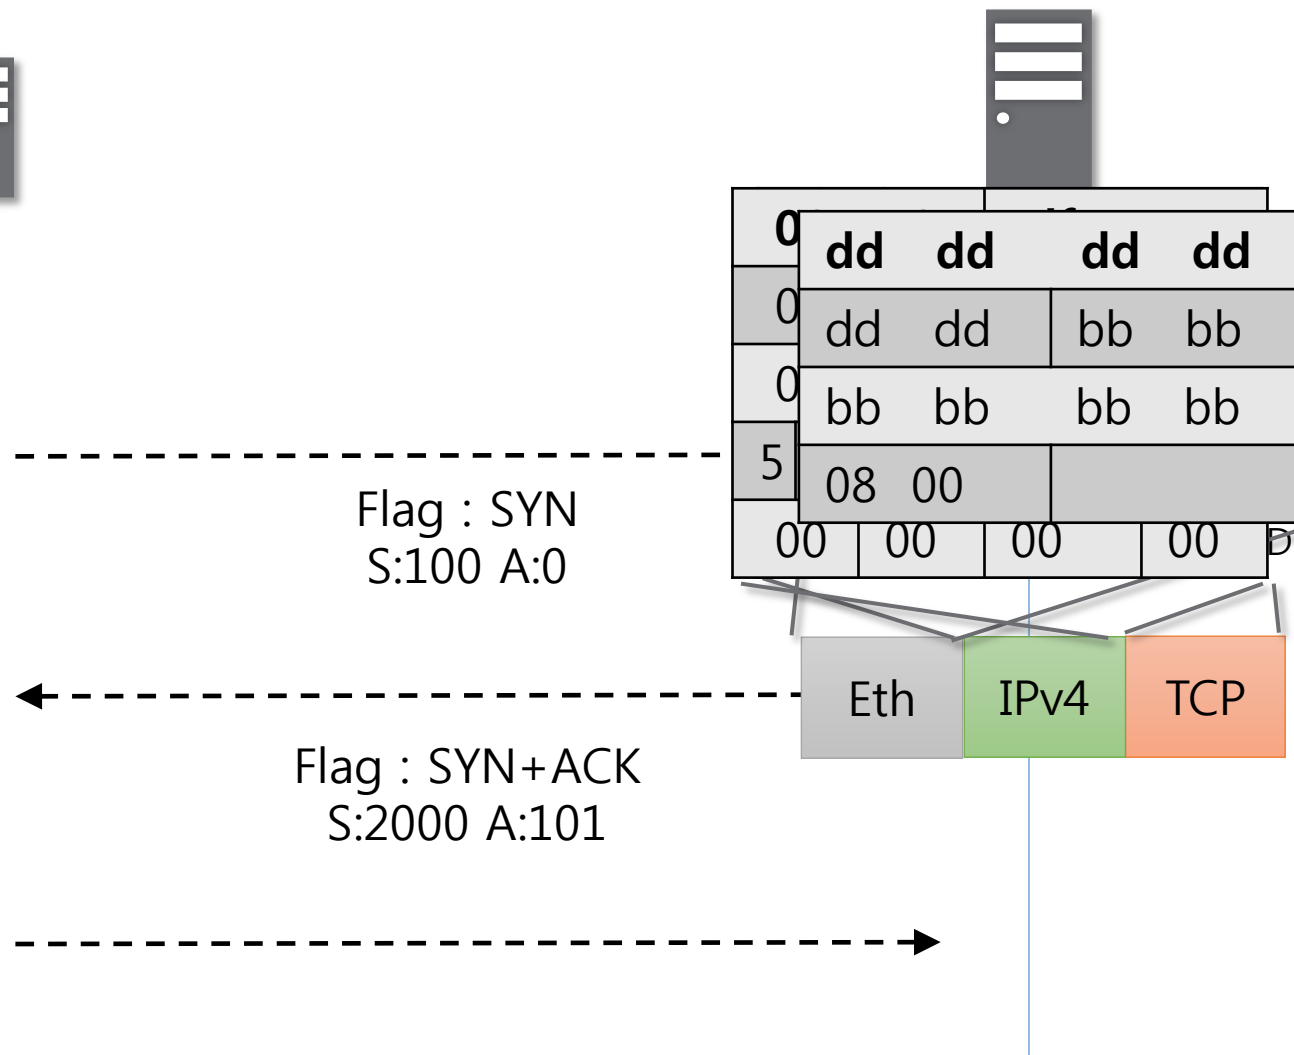 dd dd dd dd
dd dd bb bb
bb bb bb bb
5
08 00
00 00 00 00
Flag : SYN
S:100 A:0
Eth IPv4 TCP
Flag : SYN+ACK
S:2000 A:101